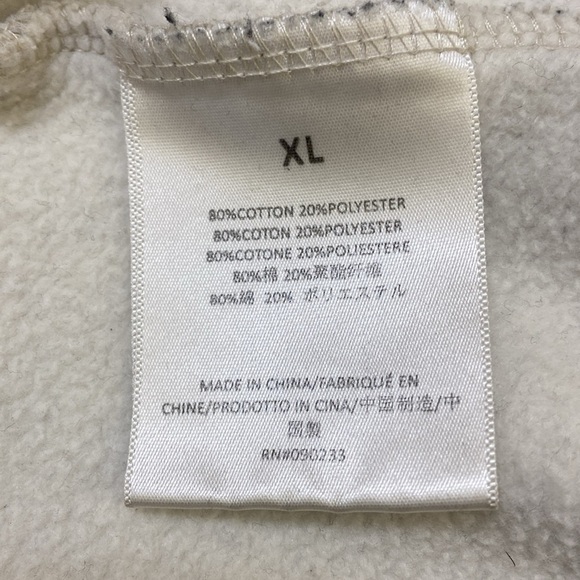 XL
80%COTTON 20%POLYESTER
80%COTON 20%POLYESTER
80%COTONE 20%POLIESTERE
80%棉 20%聚酯纤维
80%綿 20% ポリエステル
MADE IN CHINA/FABRIQUÉ EN
CHINE/PRODOTTO IN CINA/中国制造/中
国製
RN#090233